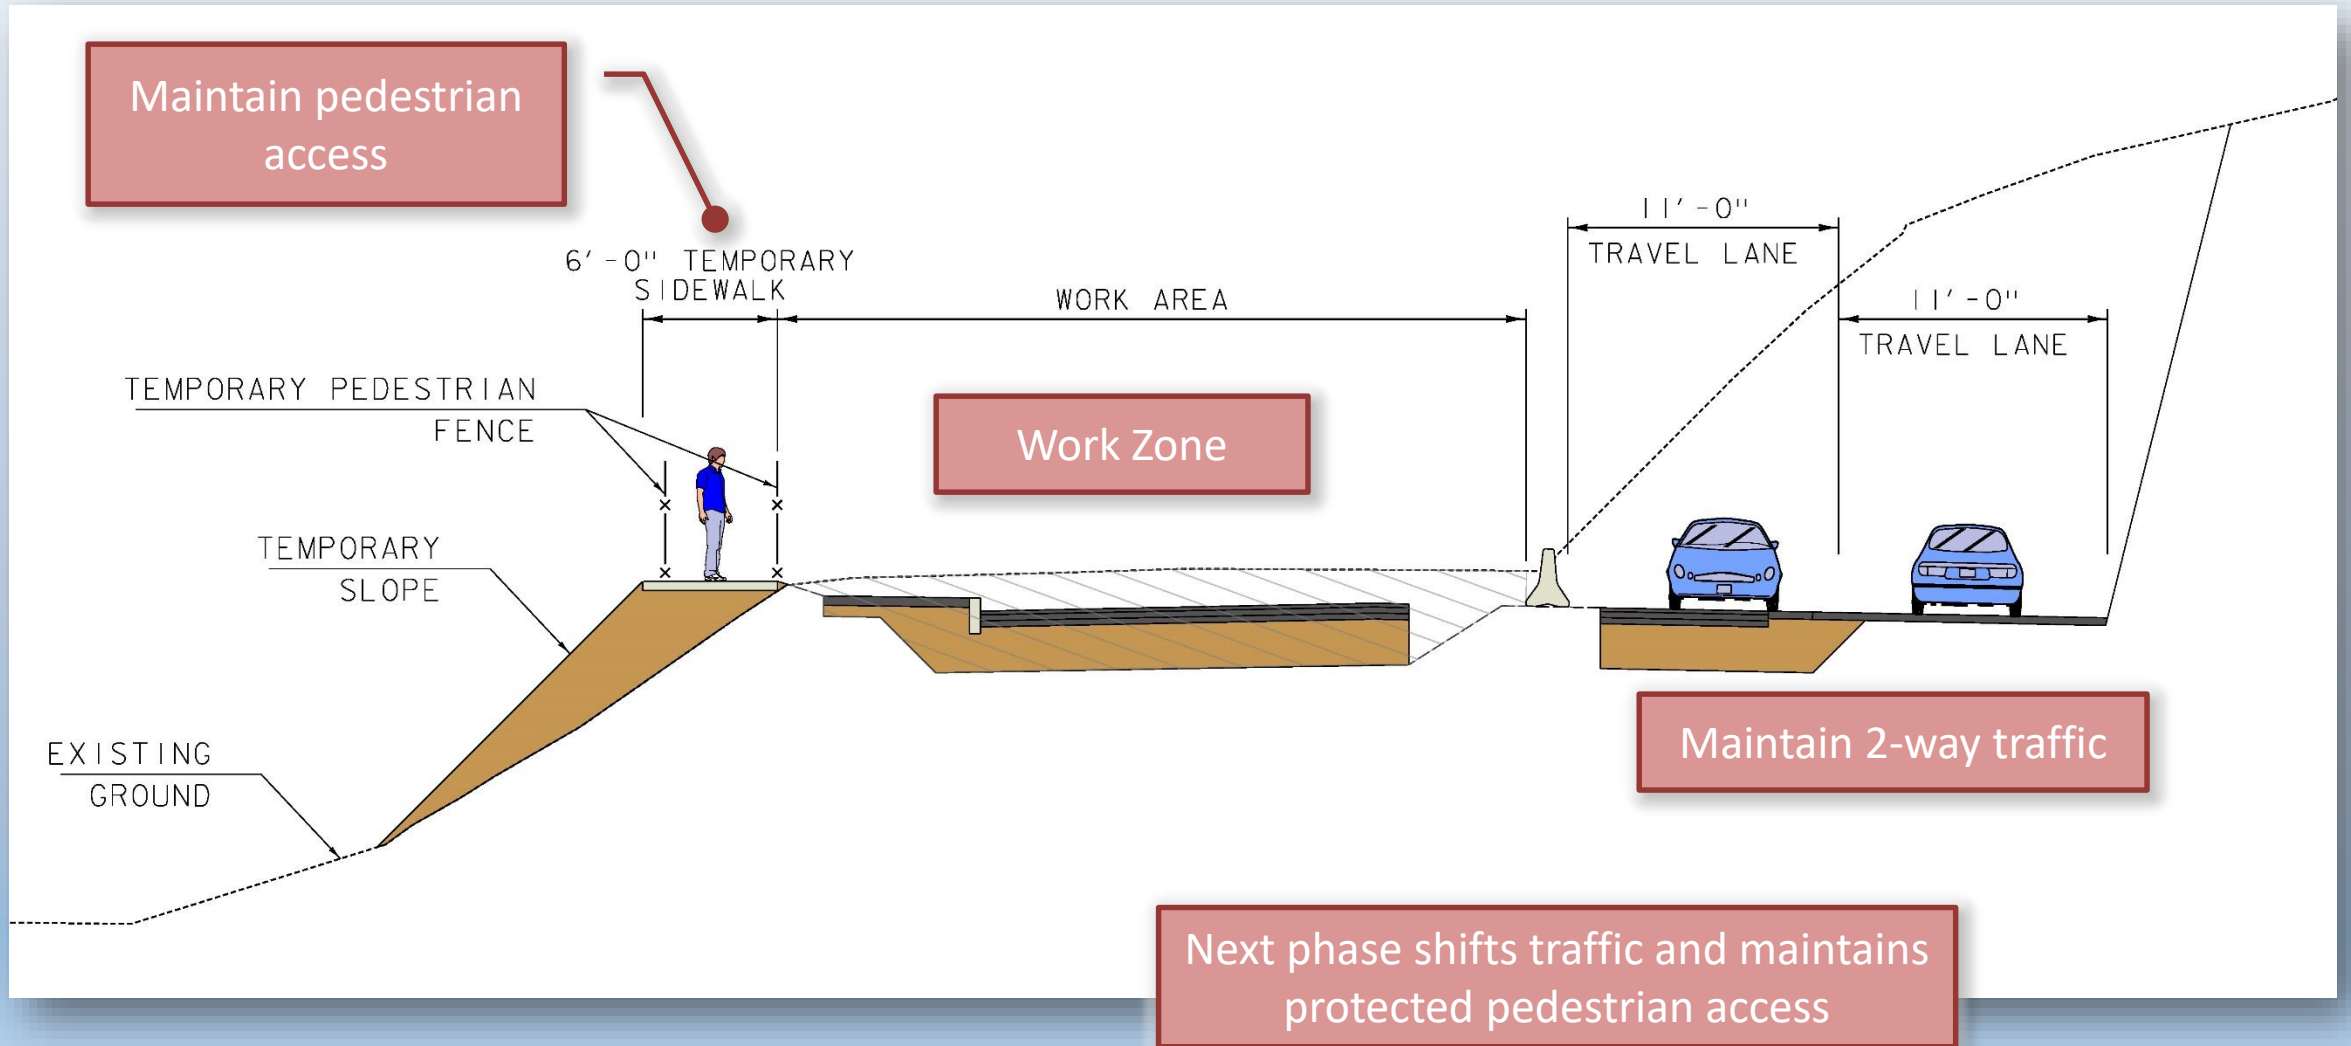 Maintain pedestrian
access
6'-0" TEMPORARY
SIDEWALK
WORK AREA
11'-0"
TRAVEL LANE
11'-0"
TRAVEL LANE
TEMPORARY PEDESTRIAN
FENCE
Work Zone
TEMPORARY
SLOPE
EXISTING
GROUND
Maintain 2-way traffic
Next phase shifts traffic and maintains
protected pedestrian access